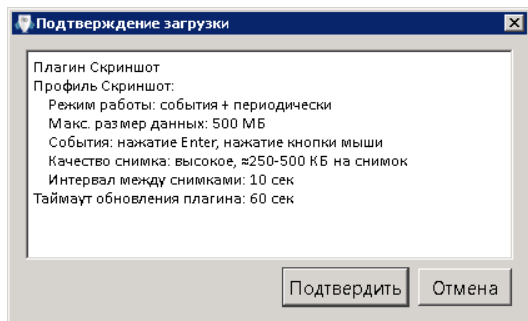 Подтверждение загрузки
Плагин Скриншот
Профиль Скриншот:
Режим работы: события + периодически
Макс. размер данных: 500 МБ
События: нажатие Enter, нажатие кнопки мыши
Качество снимка: высокое, ≈250-500 КБ на снимок
Интервал между снимками: 10 сек
Таймаут обновления плагина: 60 сек
Подтвердить Отмена